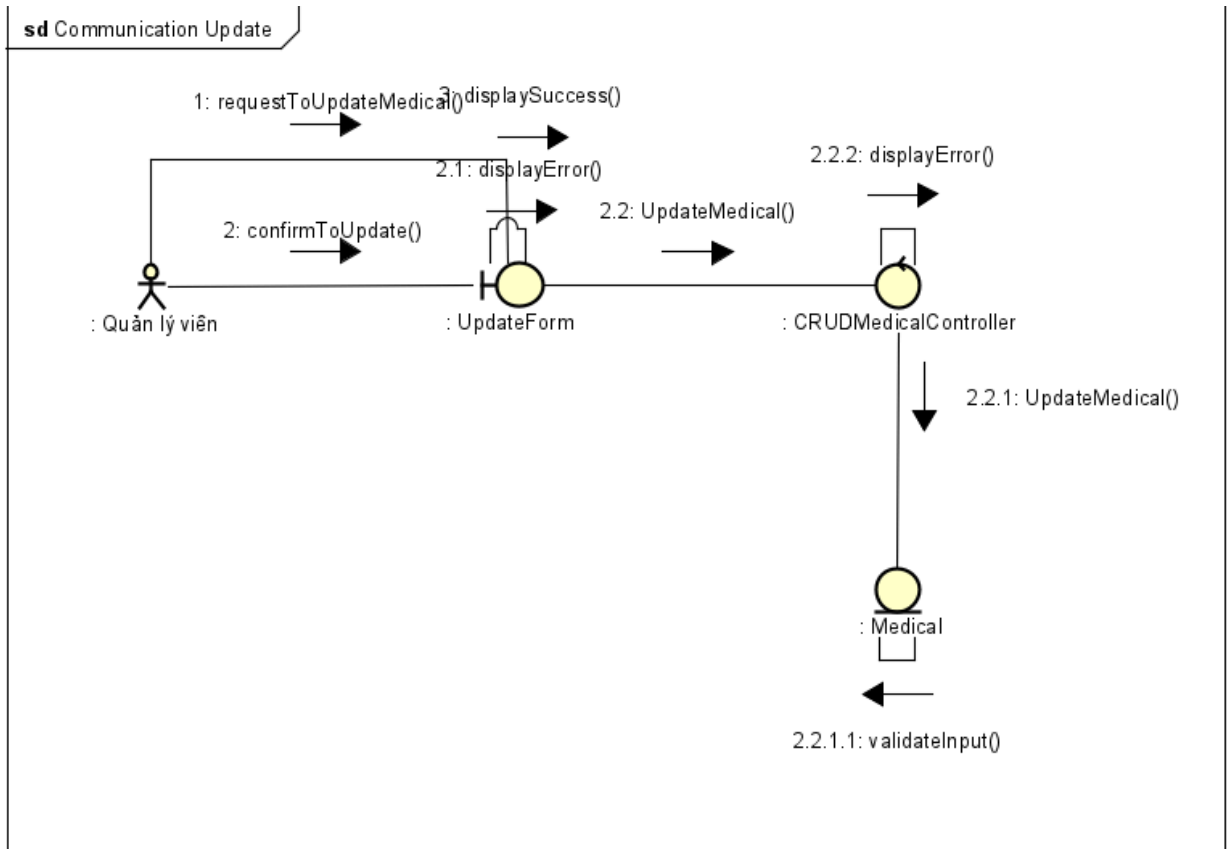 sd Communication Update
1: requestToUpdateMedical()
3: displaySuccess()
2.1: displayError()
2.2.2: displayError()
2: confirmToUpdate()
2.2: UpdateMedical()
: Quản lý viên
: UpdateForm
: CRUDMedicalController
2.2.1: UpdateMedical()
: Medical
2.2.1.1: validateInput()